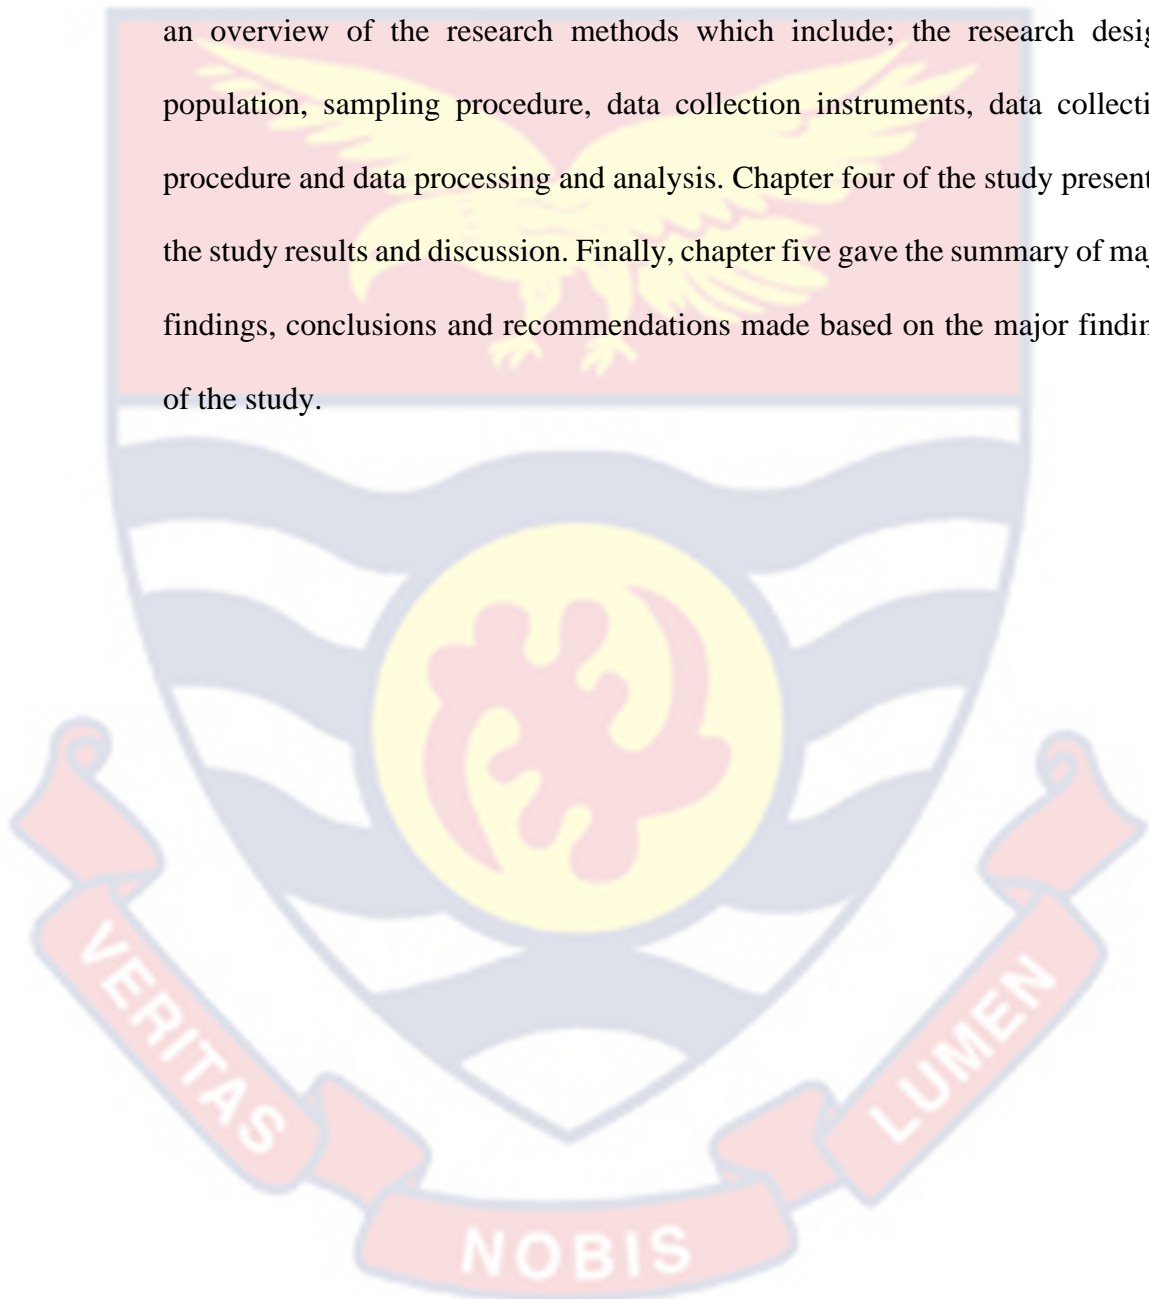 an overview of the research methods which include; the research desig
population, sampling procedure, data collection instruments, data collecti
procedure and data processing and analysis. Chapter four of the study present
the study results and discussion. Finally, chapter five gave the summary of maj
findings, conclusions and recommendations made based on the major findin
of the study.
VERITAS
NOBIS
LUMEN